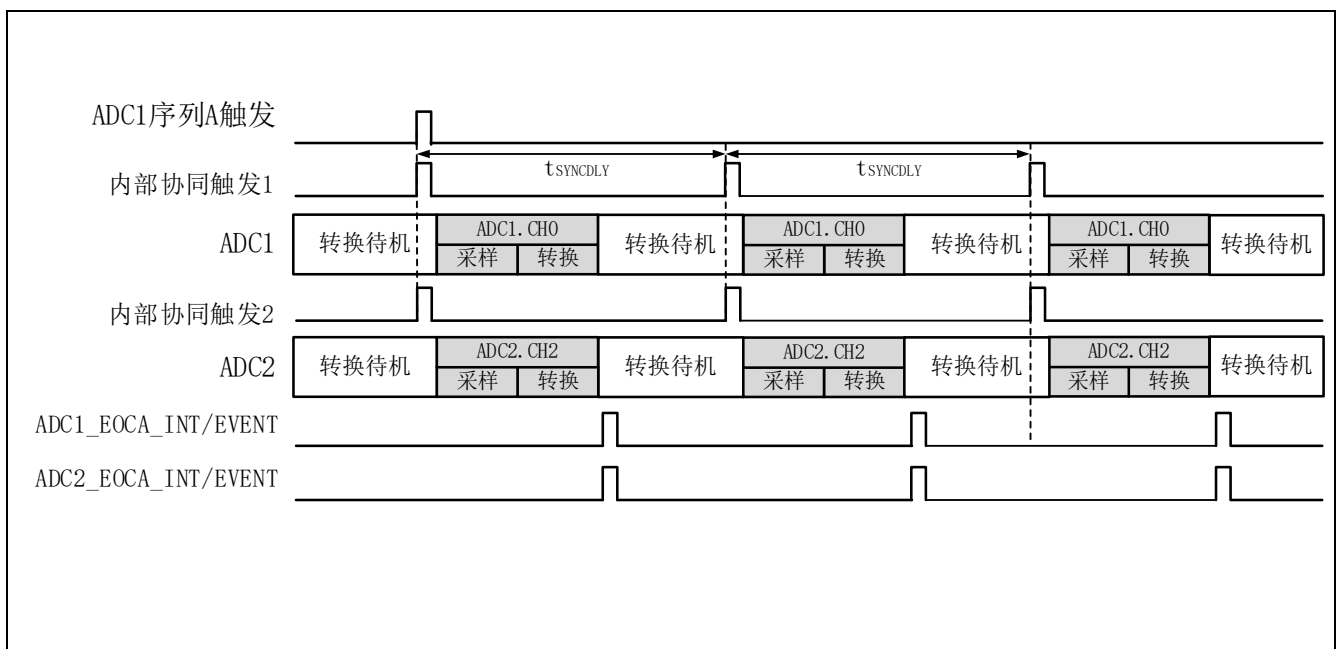 ADC1序列A触发
tSYNCDLY tSYNCDLY
内部协同触发1
ADC1 转换待机 ADC1.CH0 转换待机 ADC1.CH0 转换待机 ADC1.CH0 转换待机
采样 转换 采样 转换 采样 转换
内部协同触发2
ADC2 转换待机 ADC2.CH2 转换待机 ADC2.CH2 转换待机 ADC2.CH2 转换待机
采样 转换 采样 转换 采样 转换
ADC1_EOCA_INT/EVENT
ADC2_EOCA_INT/EVENT